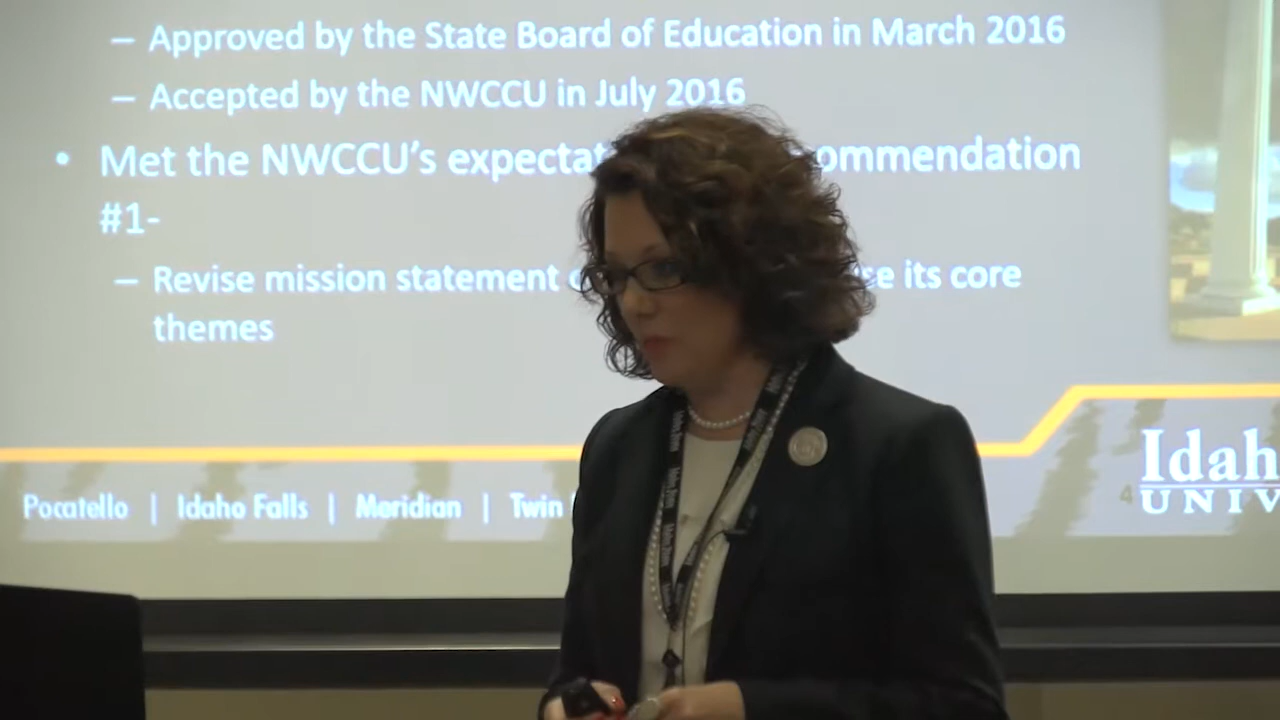 – Approved by the State Board of Education in March 2016
– Accepted by the NWCCU in July 2016
• Met the NWCCU's ommendation
#1-
– Revise mission statement its core
themes
Pocatello | Idaho Falls | Meridian | Twin
Idah
4
UNIV